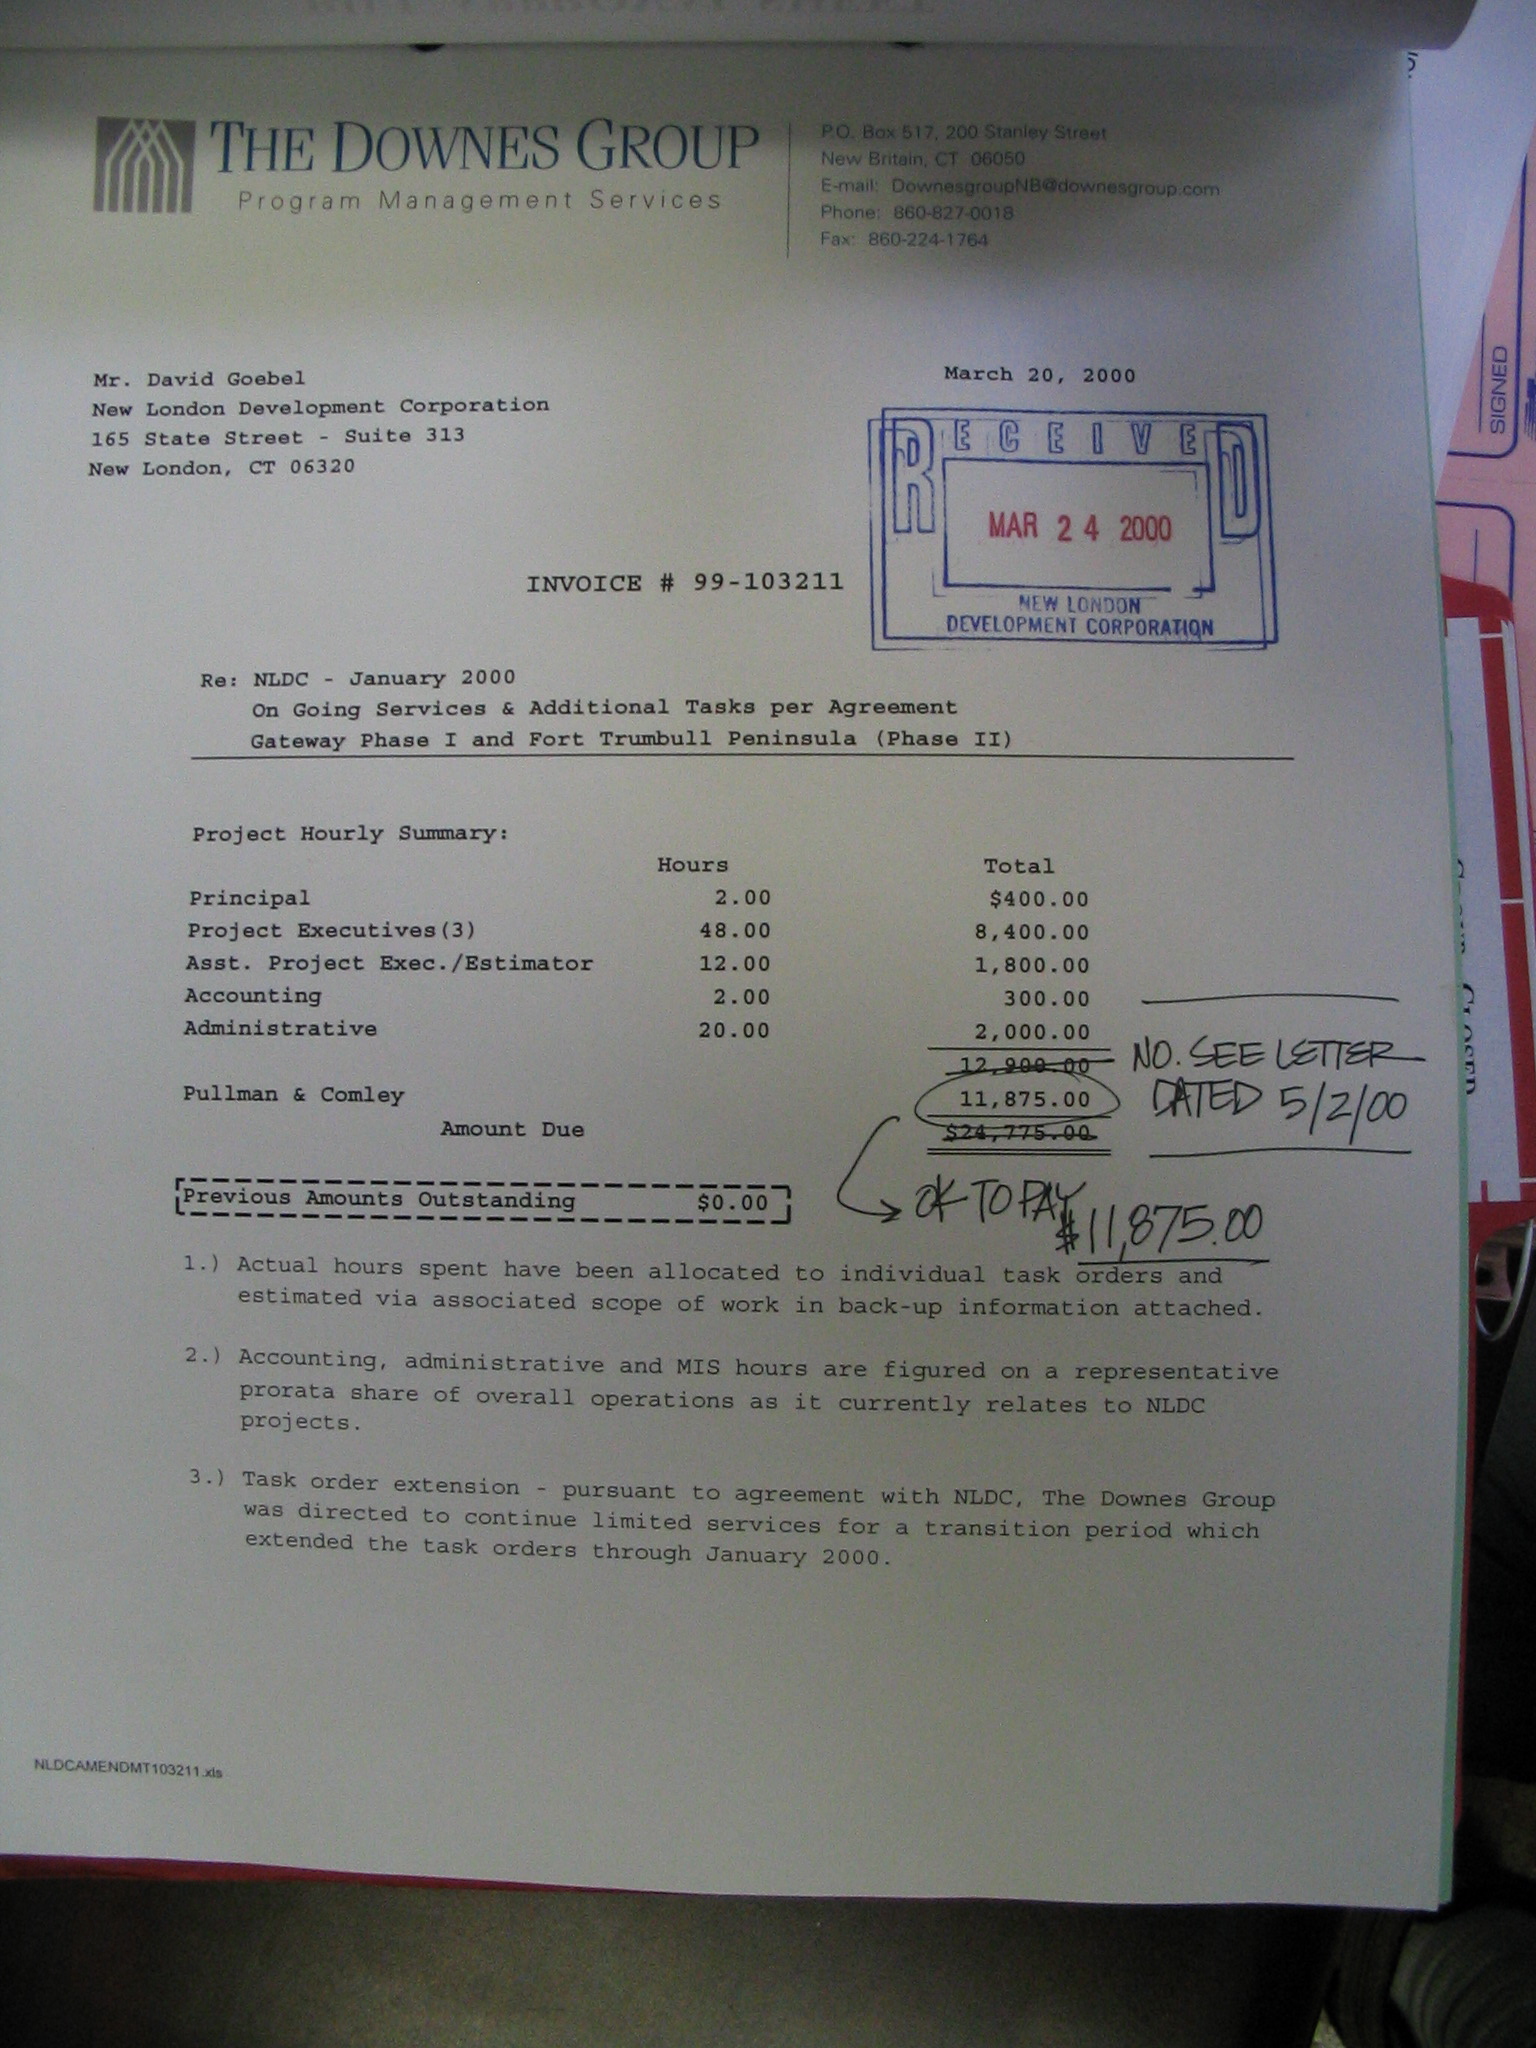 THE DOWNES GROUP
Program Management Services
P.O. Box 517, 200 Stanley Street
New Britain, CT 06050
E-mail: DownesgroupNB@downesgroup.com
Phone: 860-827-0018
Fax: 860-224-1764
Mr. David Goebel
New London Development Corporation
165 State Street - Suite 313
New London, CT 06320
March 20, 2000
RECEIVED
MAR 24 2000
NEW LONDON
DEVELOPMENT CORPORATION
SIGNED
INVOICE # 99-103211
Re: NLDC - January 2000
On Going Services & Additional Tasks per Agreement
Gateway Phase I and Fort Trumbull Peninsula (Phase II)
Project Hourly Summary:
Hours Total
Principal 2.00 $400.00
Project Executives(3) 48.00 8,400.00
Asst. Project Exec./Estimator 12.00 1,800.00
Accounting 2.00 300.00
Administrative 20.00 2,000.00
12,900.00
NO. SEE LETTER
DATED 5/2/00
Pullman & Comley 11,875.00
Amount Due $24,775.00
Previous Amounts Outstanding $0.00
OK TO PAY
$11,875.00
1.) Actual hours spent have been allocated to individual task orders and
estimated via associated scope of work in back-up information attached.
2.) Accounting, administrative and MIS hours are figured on a representative
prorata share of overall operations as it currently relates to NLDC
projects.
3.) Task order extension - pursuant to agreement with NLDC, The Downes Group
was directed to continue limited services for a transition period which
extended the task orders through January 2000.
NLDCAMENDMT103211.xls
CLOSED